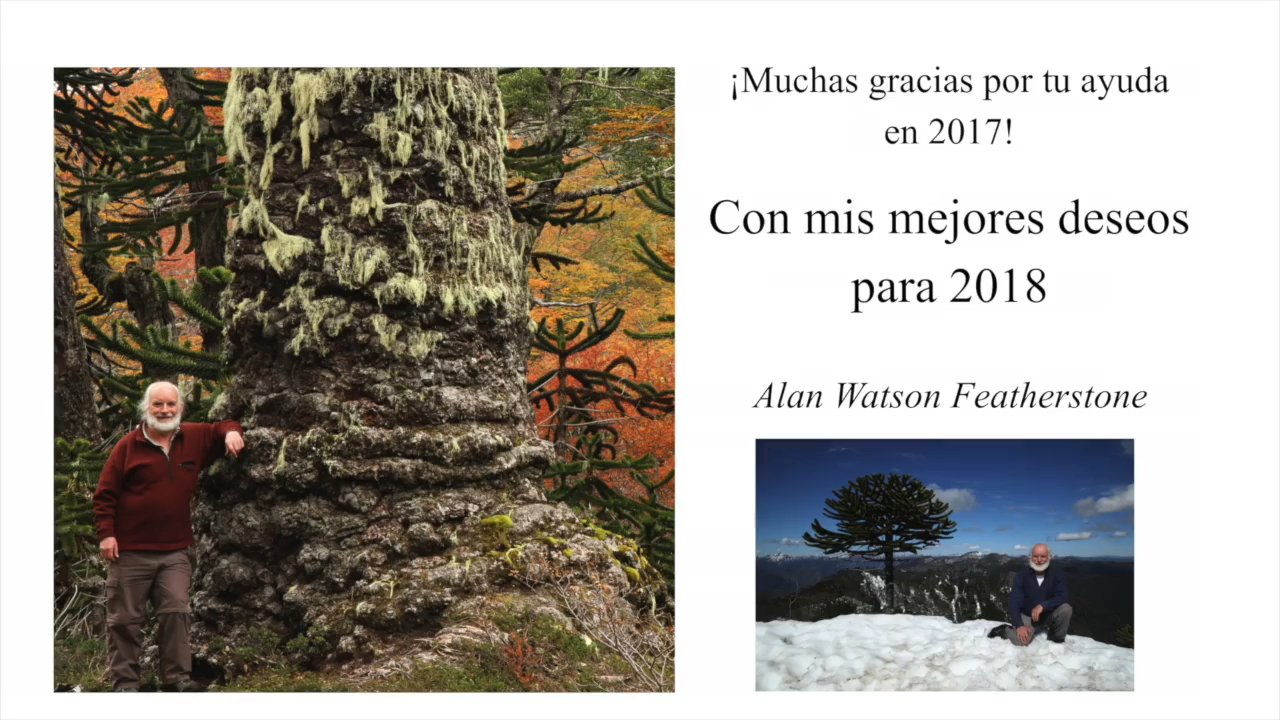 ¡Muchas gracias por tu ayuda
en 2017!
Con mis mejores deseos
para 2018
Alan Watson Featherstone